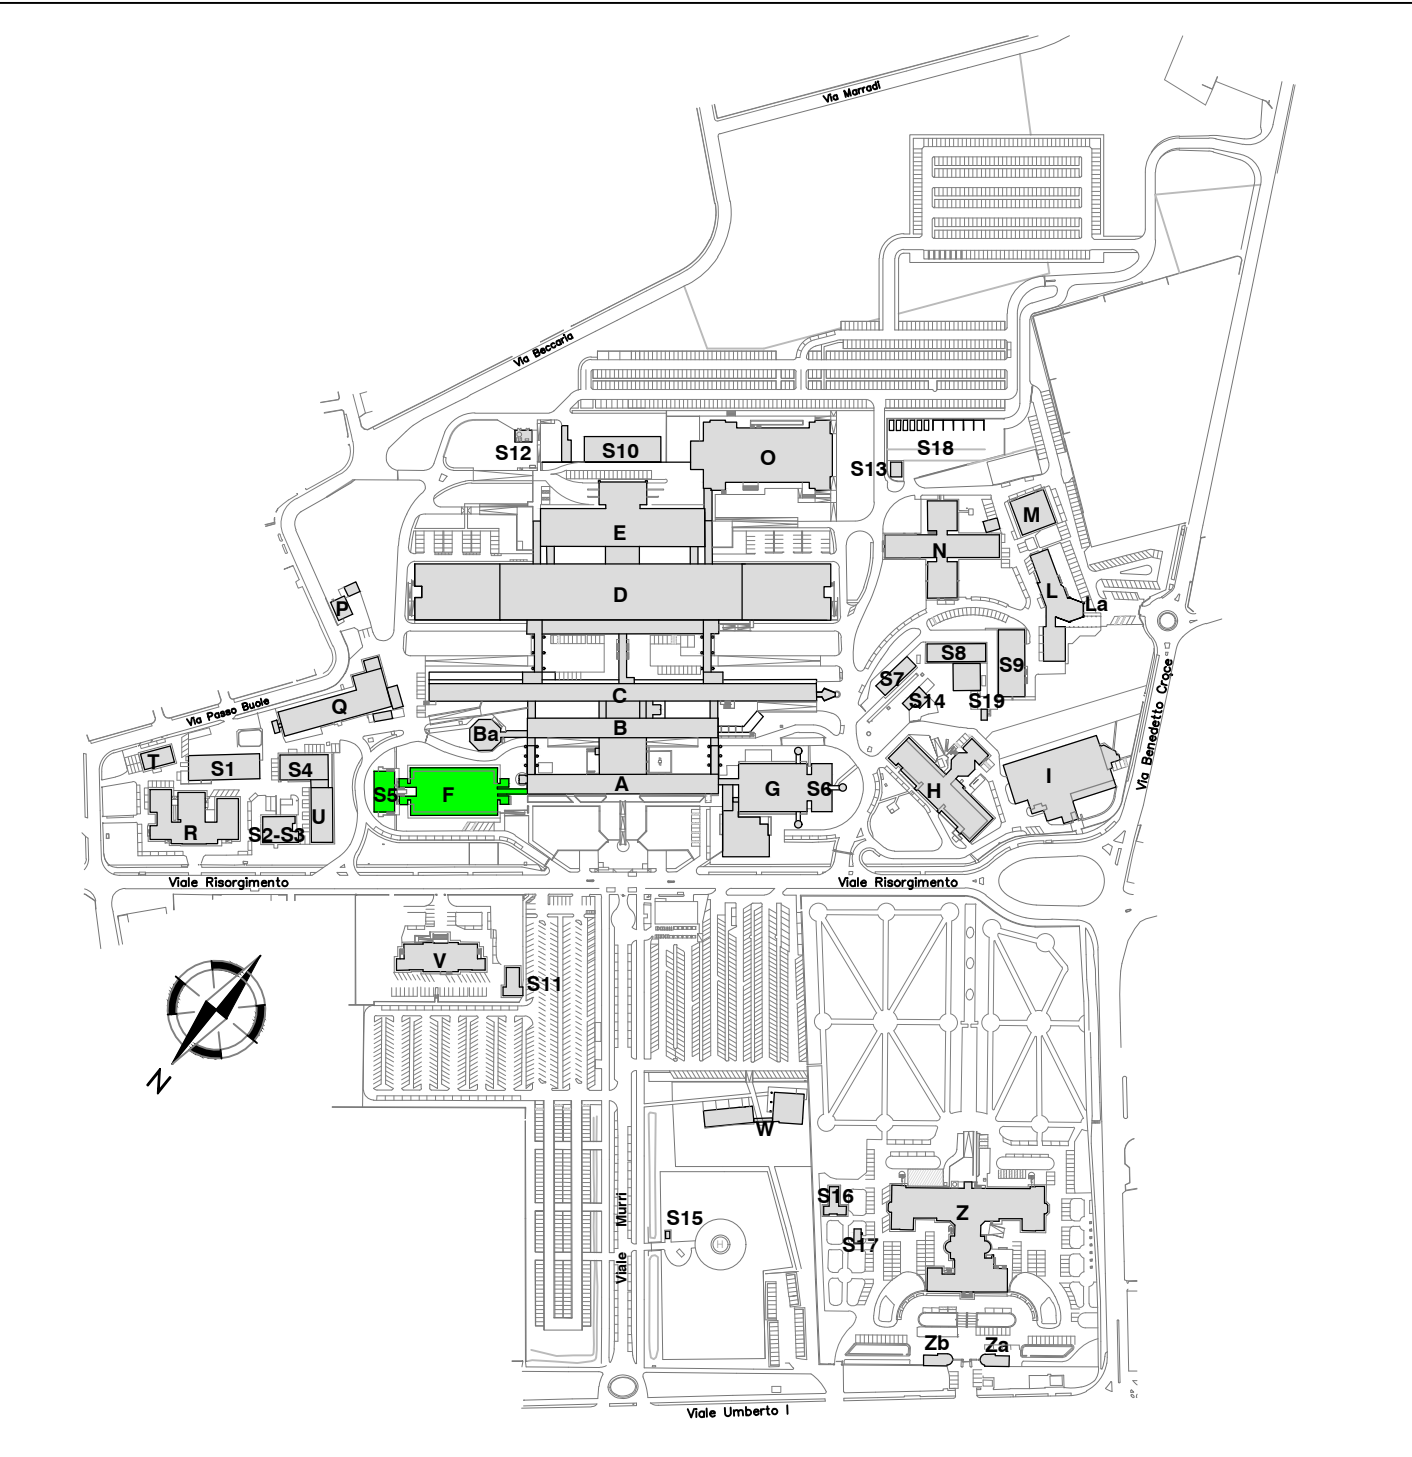 Via Marradi
Via Beccaria
S12
S10
O
S13
S18
E
M
N
D
P
L
La
S8
S9
S7
S14
S19
C
Q
Via Passo Buole
Ba
B
Via Benedetto Croce
T
S1
S4
S5
F
A
G
S6
H
I
R
S2-S3
U
Viale Risorgimento
Viale Risorgimento
V
S11
N
W
S16
S15
Viale Murri
H
S17
Z
Zb
Za
Viale Umberto I